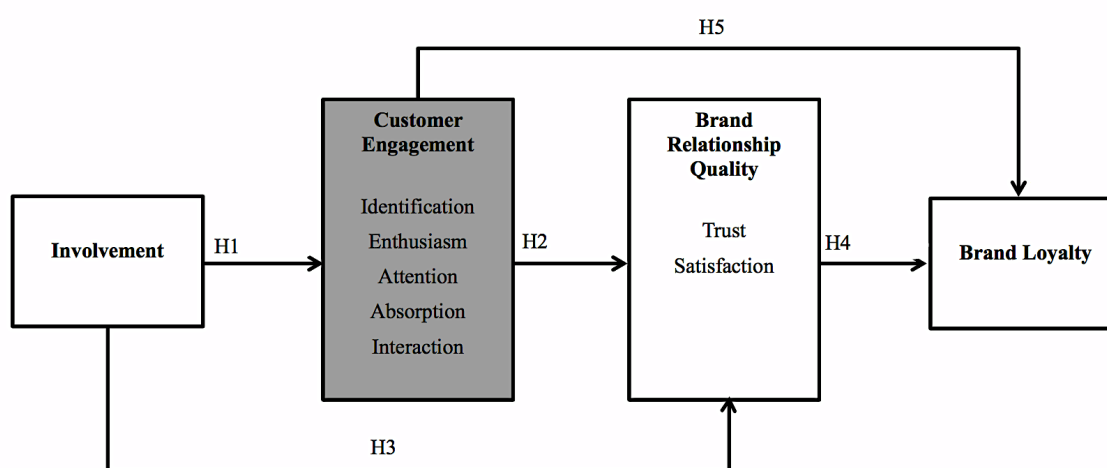 H5
Customer
Engagement
Identification
Enthusiasm
Attention
Absorption
Interaction
Brand
Relationship
Quality
Trust
Satisfaction
Involvement
H1
H2
H4
Brand Loyalty
H3